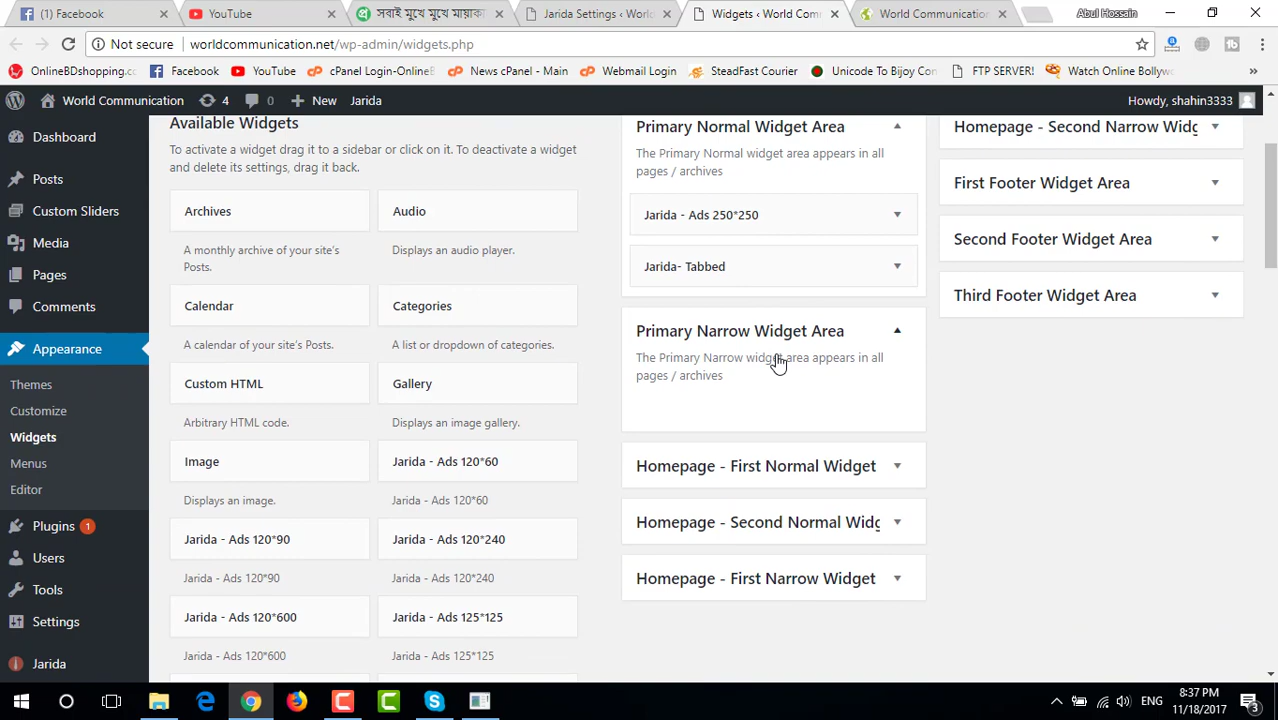 (1) Facebook
YouTube
সবাই মুখে মুখে মায়াকা
Jarida Settings ‹ World
Widgets ‹ World Comm
World Communication
Abul Hossain
Not secure worldcommunication.net/wp-admin/widgets.php
OnlineBDshopping.cc Facebook YouTube cPanel Login-OnlineB News cPanel - Main Webmail Login SteadFast Courier Unicode To Bijoy Con FTP SERVER! Watch Online Bollyw »
World Communication 4 0 New Jarida Howdy, shahin3333
Dashboard
Posts
Custom Sliders
Media
Pages
Comments
Appearance
Themes
Customize
Widgets
Menus
Editor
Plugins 1
Users
Tools
Settings
Jarida
Available Widgets
To activate a widget drag it to a sidebar or click on it. To deactivate a widget
and delete its settings, drag it back.
Archives
A monthly archive of your site's
Posts.
Audio
Displays an audio player.
Calendar
A calendar of your site's Posts.
Categories
A list or dropdown of categories.
Custom HTML
Arbitrary HTML code.
Gallery
Displays an image gallery.
Image
Displays an image.
Jarida - Ads 120*60
Jarida - Ads 120*60
Jarida - Ads 120*90
Jarida - Ads 120*90
Jarida - Ads 120*240
Jarida - Ads 120*240
Jarida - Ads 120*600
Jarida - Ads 120*600
Jarida - Ads 125*125
Jarida - Ads 125*125
Primary Normal Widget Area
The Primary Normal widget area appears in all
pages / archives
Jarida - Ads 250*250
Jarida- Tabbed
Primary Narrow Widget Area
The Primary Narrow widget area appears in all
pages / archives
Homepage - First Normal Widget
Homepage - Second Normal Widg
Homepage - First Narrow Widget
Homepage - Second Narrow Widg
First Footer Widget Area
Second Footer Widget Area
Third Footer Widget Area
ENG
8:37 PM
11/18/2017
3